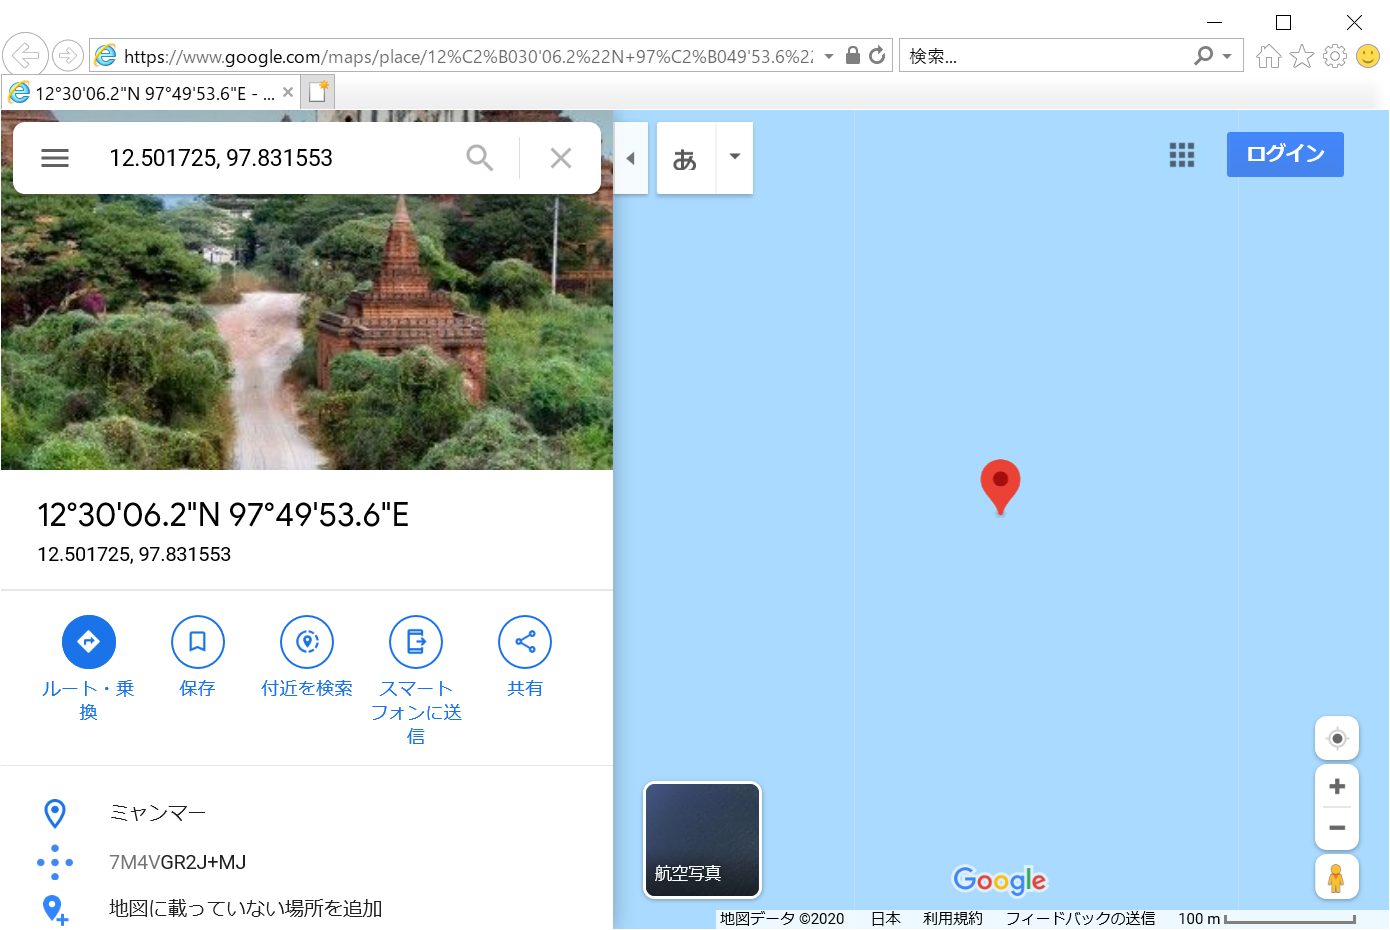 https://www.google.com/maps/place/12%C2%B030'06.2%22N+97%C2%B049'53.6%22
検索...
12°30'06.2"N 97°49'53.6"E - ...
12.501725, 97.831553
あ
ログイン
12°30'06.2"N 97°49'53.6"E
12.501725, 97.831553
ルート・乗
換
保存
付近を検索
スマート
フォンに送
信
共有
ミャンマー
7M4VGR2J+MJ
地図に載っていない場所を追加
航空写真
Google
地図データ ©2020 日本 利用規約 フィードバックの送信 100 m